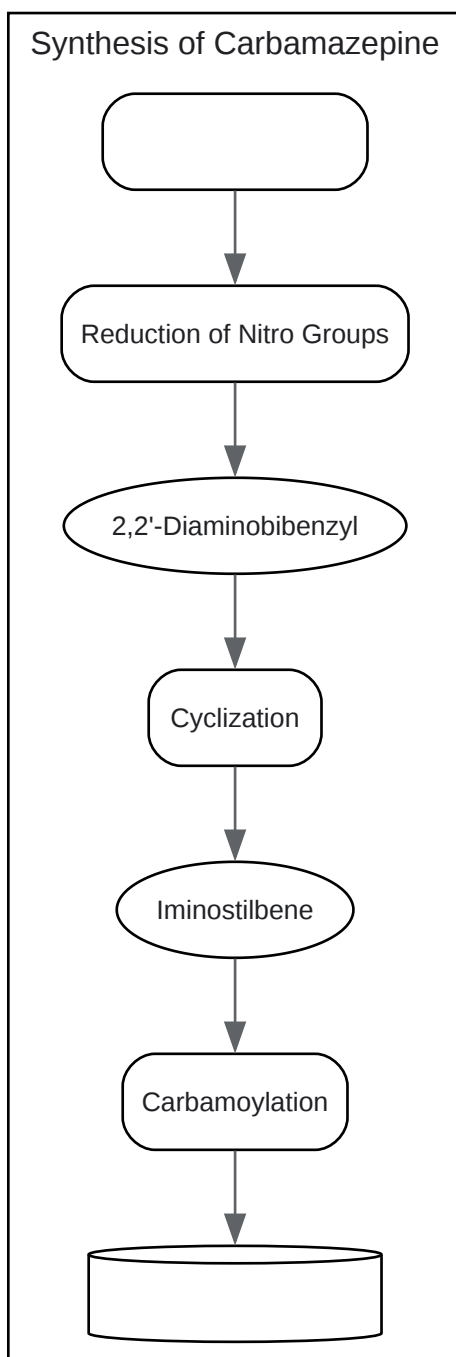 Synthesis of Carbamazepine
Reduction of Nitro Groups
2,2'-Diaminobibenzyl
Cyclization
Iminostilbene
Carbamoylation